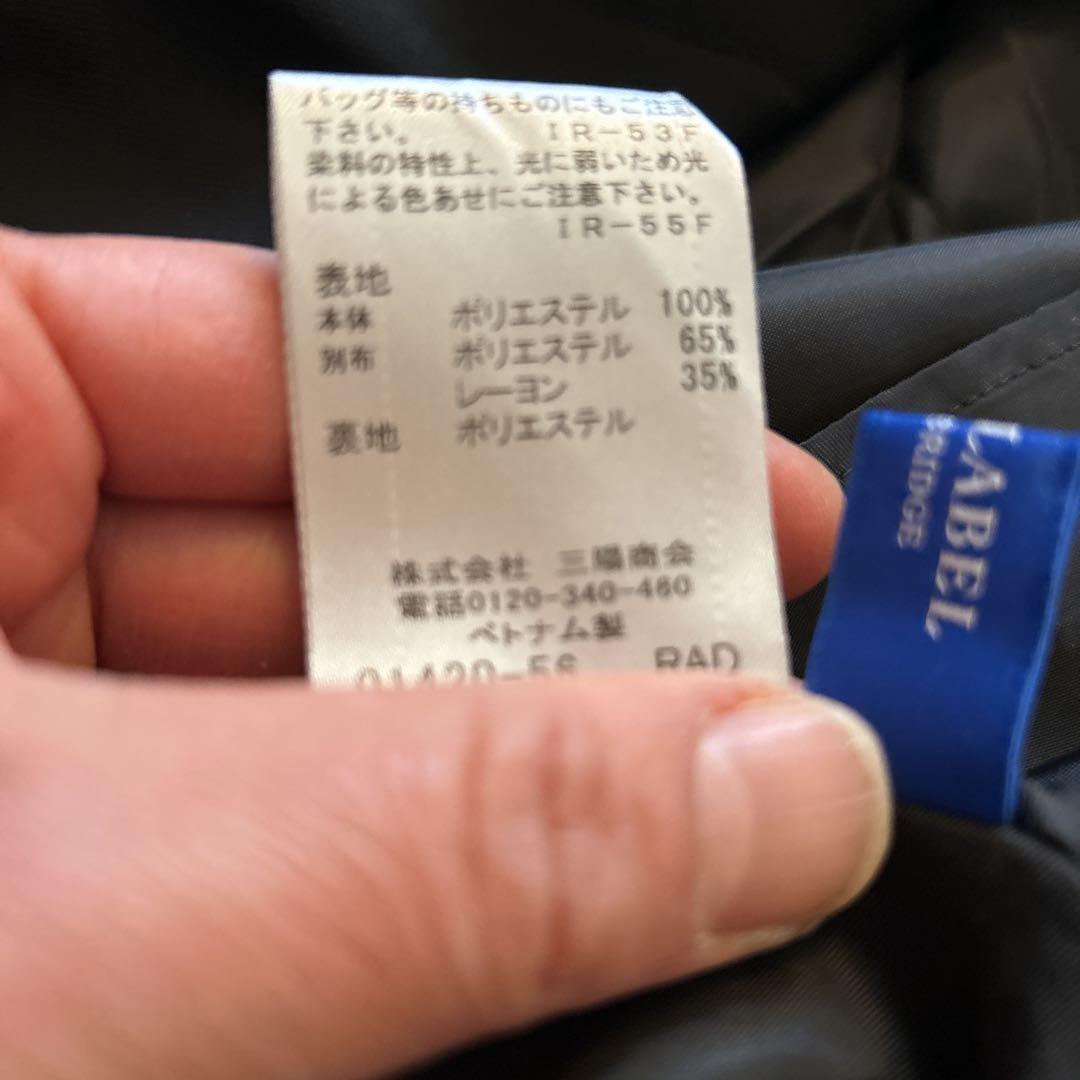 バッグ等の持ちものにもご注意
下さい。 IR-53F
染料の特性上、光に弱いため光
による色あせにご注意下さい。
IR-55F
表地
本体 ポリエステル 100%
別布 ポリエステル 65%
レーヨン 35%
裏地 ポリエステル
株式会社 三陽商会
電話0120-340-460
ベトナム製
01420-56 RAD
LABEL
BRIDGE